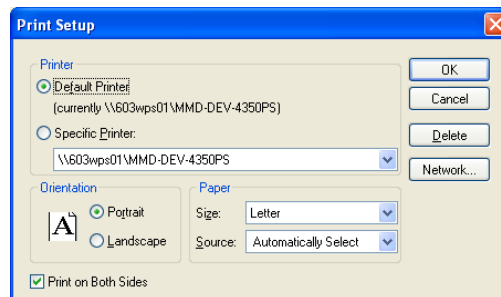 Print Setup
Printer
Default Printer
(currently \\603wps01\MMD-DEV-4350PS)
Specific Printer:
\\603wps01\MMD-DEV-4350PS
OK
Cancel
Delete
Network...
Orientation
A
Portrait
Landscape
Paper
Size: Letter
Source: Automatically Select
Print on Both Sides